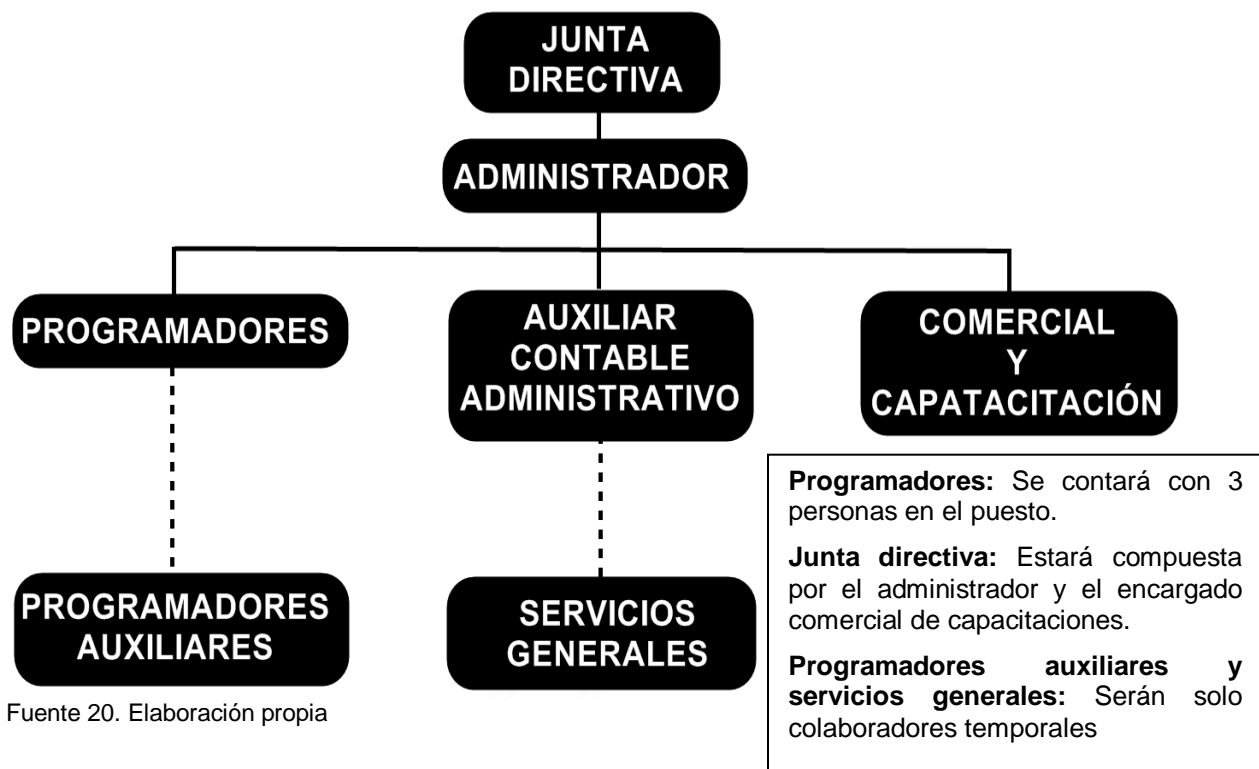 JUNTA
DIRECTIVA
ADMINISTRADOR
PROGRAMADORES
AUXILIAR
CONTABLE
ADMINISTRATIVO
COMERCIAL
Y
CAPATACITACIÓN
PROGRAMADORES
AUXILIARES
SERVICIOS
GENERALES
Programadores: Se contará con 3
personas en el puesto.
Junta directiva: Estará compuesta
por el administrador y el encargado
comercial de capacitaciones.
Programadores auxiliares y
servicios generales: Serán solo
colaboradores temporales
Fuente 20. Elaboración propia